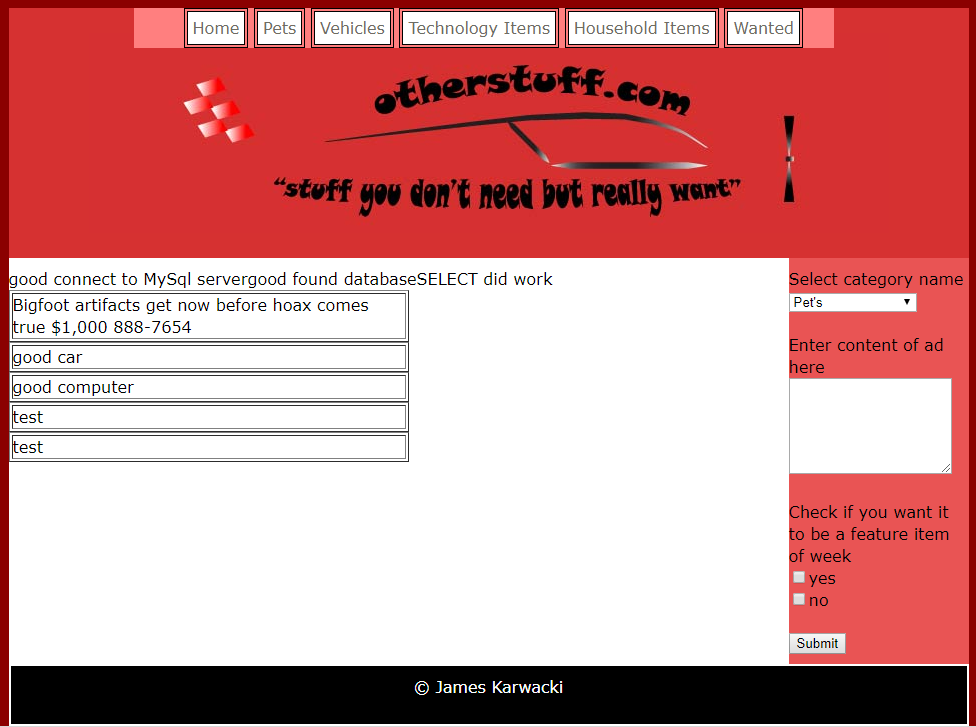 Home Pets Vehicles Technology Items Household Items Wanted
otherstuff.com
“stuff you don’t need but really want”
good connect to MySql servergood found databaseSELECT did work
Bigfoot artifacts get now before hoax comes
true $1,000 888-7654
good car
good computer
test
test
Select category name
Pet's
Enter content of ad
here
Check if you want it
to be a feature item
of week
yes
no
Submit
© James Karwacki